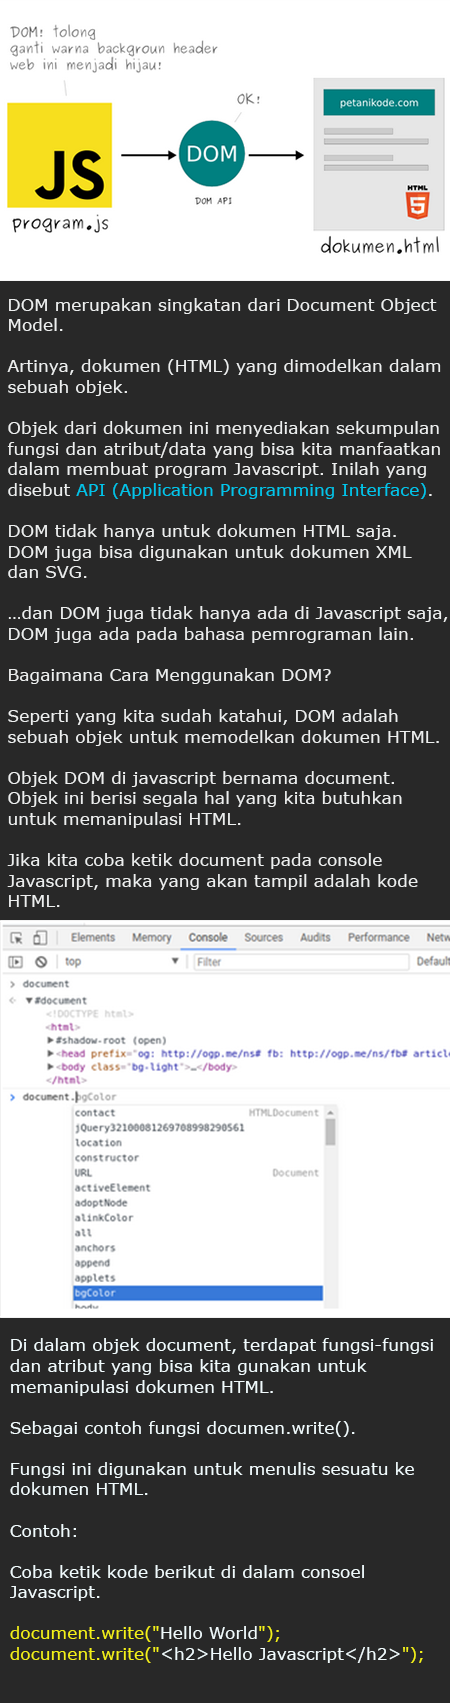 DOM! tolong
ganti warna backgroun header
web ini menjadi hijau!
OK!
petanikode.com
JS
DOM
DOM API
HTML
5
program.js
dokumen.html
DOM merupakan singkatan dari Document Object
Model.
Artinya, dokumen (HTML) yang dimodelkan dalam
sebuah objek.
Objek dari dokumen ini menyediakan sekumpulan
fungsi dan atribut/data yang bisa kita manfaatkan
dalam membuat program Javascript. Inilah yang
disebut API (Application Programming Interface).
DOM tidak hanya untuk dokumen HTML saja.
DOM juga bisa digunakan untuk dokumen XML
dan SVG.
…dan DOM juga tidak hanya ada di Javascript saja,
DOM juga ada pada bahasa pemrograman lain.
Bagaimana Cara Menggunakan DOM?
Seperti yang kita sudah katahui, DOM adalah
sebuah objek untuk memodelkan dokumen HTML.
Objek DOM di javascript bernama document.
Objek ini berisi segala hal yang kita butuhkan
untuk memanipulasi HTML.
Jika kita coba ketik document pada console
Javascript, maka yang akan tampil adalah kode
HTML.
Elements Memory Console Sources Audits Performance Netw
top Filter Default
> document
<· ▼#document
<!DOCTYPE html>
<html>
▶#shadow-root (open)
▶<head prefix="og: http://ogp.me/ns# fb: http://ogp.me/ns/fb# article
▶<body class="bg-light">…</body>
</html>
> document.bgColor
contact HTMLDocument
jQuery32100081269708998290561
location
constructor
URL Document
activeElement
adoptNode
alinkColor
all
anchors
append
applets
bgColor
body
Di dalam objek document, terdapat fungsi-fungsi
dan atribut yang bisa kita gunakan untuk
memanipulasi dokumen HTML.
Sebagai contoh fungsi documen.write().
Fungsi ini digunakan untuk menulis sesuatu ke
dokumen HTML.
Contoh:
Coba ketik kode berikut di dalam consoel
Javascript.
document.write("Hello World");
document.write("<h2>Hello Javascript</h2>");